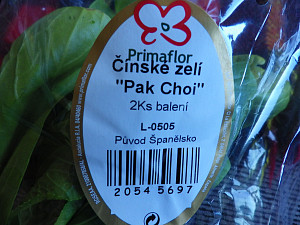 Primaflor
Čínské zelí
"Pak Choi"
2Ks balení
L-0505
Původ Španělsko
2054 5697